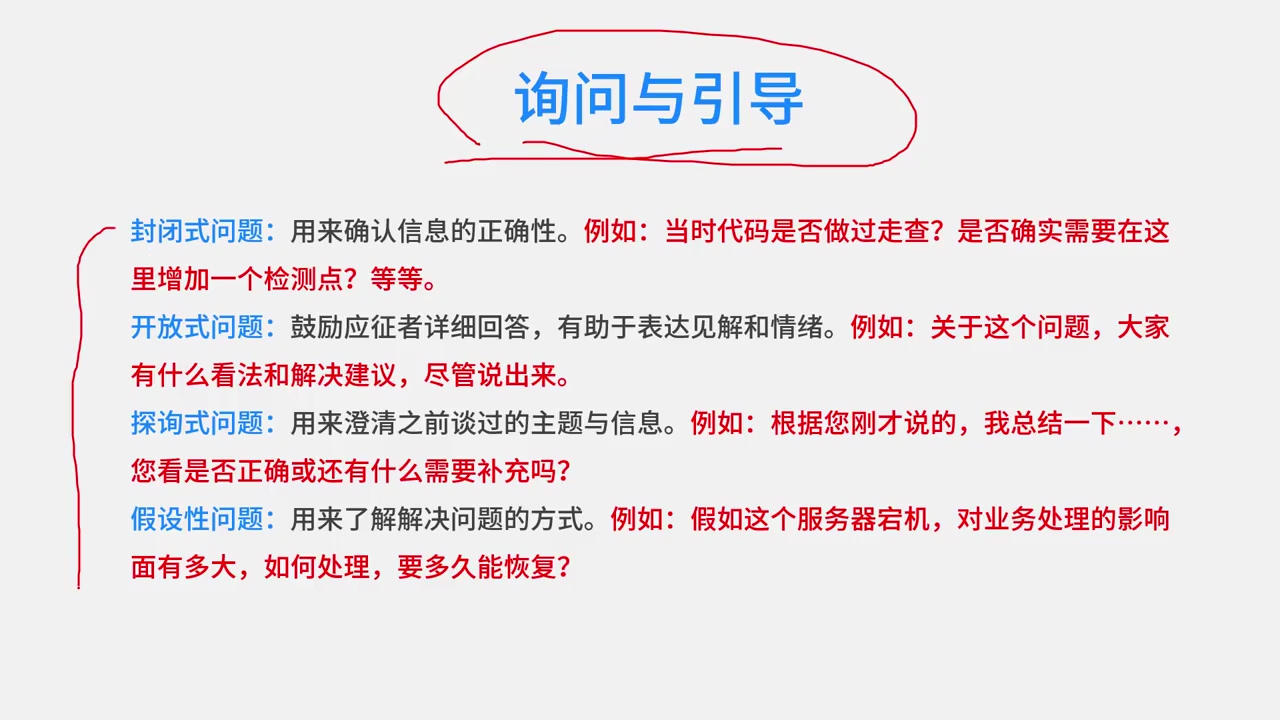 询问与引导
封闭式问题：用来确认信息的正确性。例如：当时代码是否做过走查？是否确实需要在这
里增加一个检测点？等等。
开放式问题：鼓励应征者详细回答，有助于表达见解和情绪。例如：关于这个问题，大家
有什么看法和解决建议，尽管说出来。
探询式问题：用来澄清之前谈过的主题与信息。例如：根据您刚才说的，我总结一下……，
您看是否正确或还有什么需要补充吗？
假设性问题：用来了解解决问题的方式。例如：假如这个服务器宕机，对业务处理的影响
面有多大，如何处理，要多久能恢复？